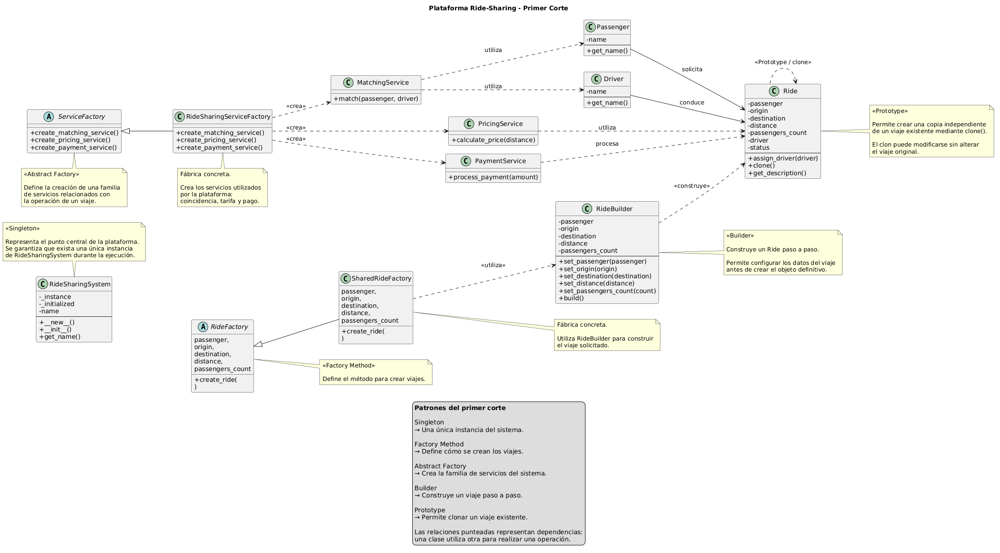 Plataforma Ride-Sharing - Primer Corte
C Passenger
-name
+get_name()
utiliza
solicita
«Prototype / clone»
C MatchingService
+match(passenger, driver)
utiliza
C Driver
-name
+get_name()
conduce
C Ride
-passenger
-origin
-destination
-distance
-passengers_count
-driver
-status
+assign_driver(driver)
+clone()
+get_description()
«Prototype»
Permite crear una copia independiente
de un viaje existente mediante clone().
El clon puede modificarse sin alterar
el viaje original.
A ServiceFactory
+create_matching_service()
+create_pricing_service()
+create_payment_service()
C RideSharingServiceFactory
+create_matching_service()
+create_pricing_service()
+create_payment_service()
«crea»
«crea»
«crea»
C PricingService
+calculate_price(distance)
utiliza
C PaymentService
+process_payment(amount)
procesa
«Abstract Factory»
Define la creación de una familia
de servicios relacionados con
la operación de un viaje.
Fábrica concreta.
Crea los servicios utilizados
por la plataforma:
coincidencia, tarifa y pago.
«construye»
C RideBuilder
-passenger
-origin
-destination
-distance
-passengers_count
+set_passenger(passenger)
+set_origin(origin)
+set_destination(destination)
+set_distance(distance)
+set_passengers_count(count)
+build()
«Builder»
Construye un Ride paso a paso.
Permite configurar los datos del viaje
antes de crear el objeto definitivo.
«Singleton»
Representa el punto central de la plataforma.
Se garantiza que exista una única instancia
de RideSharingSystem durante la ejecución.
C RideSharingSystem
-_instance
-_initialized
-name
+__new__()
+__init__()
+get_name()
«utiliza»
C SharedRideFactory
passenger,
origin,
destination,
distance,
passengers_count
+create_ride(
)
Fábrica concreta.
Utiliza RideBuilder para construir
el viaje solicitado.
A RideFactory
passenger,
origin,
destination,
distance,
passengers_count
+create_ride(
)
«Factory Method»
Define el método para crear viajes.
Patrones del primer corte
Singleton
→ Una única instancia del sistema.
Factory Method
→ Define cómo se crean los viajes.
Abstract Factory
→ Crea la familia de servicios del sistema.
Builder
→ Construye un viaje paso a paso.
Prototype
→ Permite clonar un viaje existente.
Las relaciones punteadas representan dependencias:
una clase utiliza otra para realizar una operación.